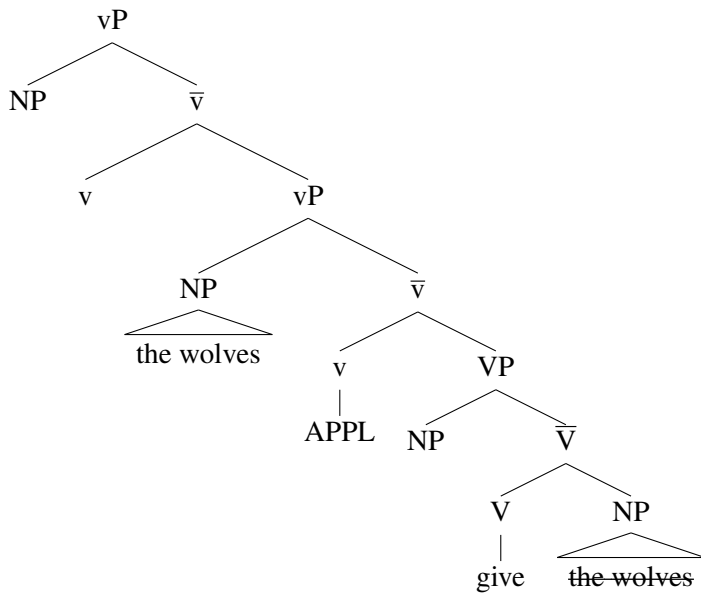 vP
NP v̅
v vP
NP v̅
the wolves
v VP
APPL NP V̅
V NP
give the wolves